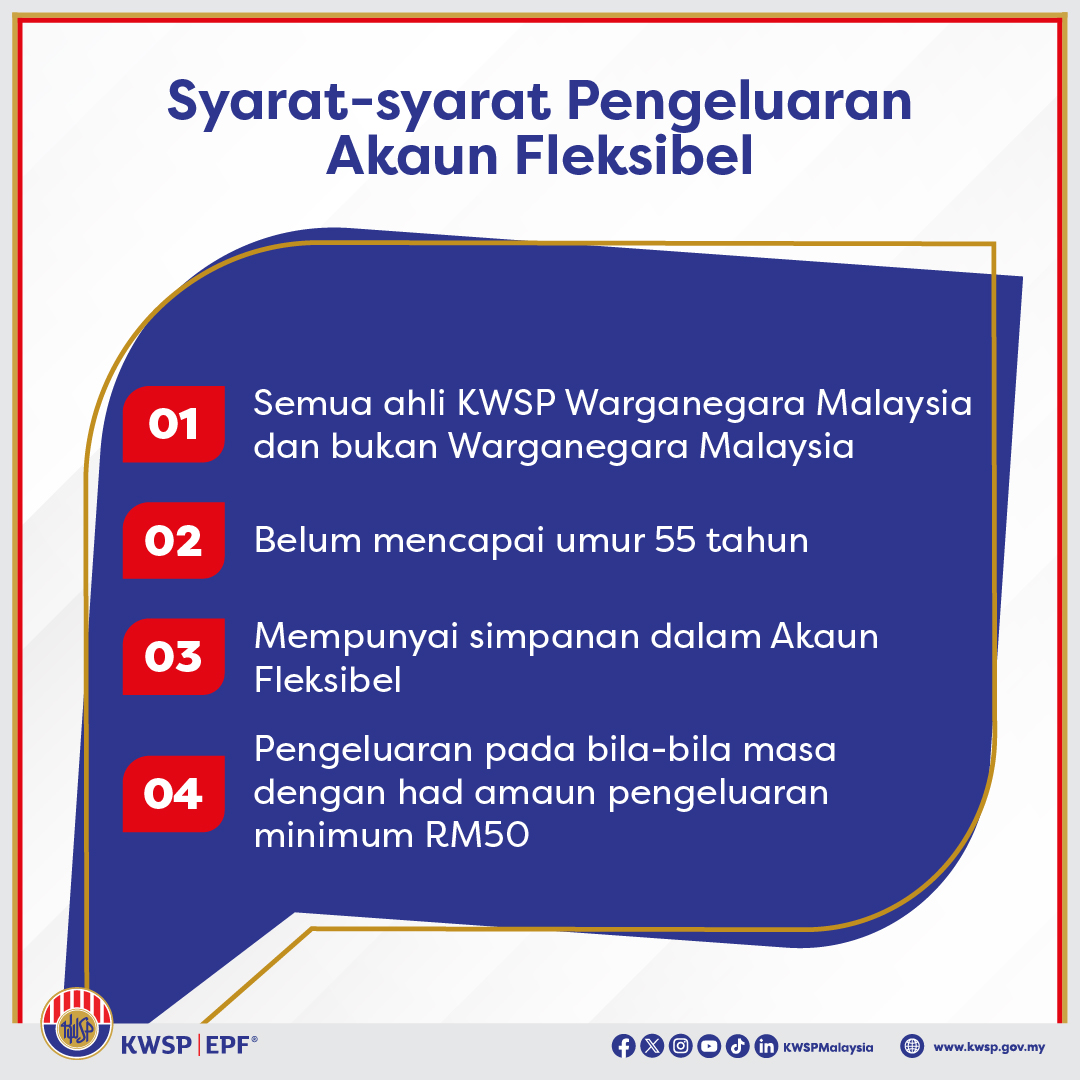 Syarat-syarat Pengeluaran
Akaun Fleksibel
01
Semua ahli KWSP Warganegara Malaysia
dan bukan Warganegara Malaysia
02
Belum mencapai umur 55 tahun
03
Mempunyai simpanan dalam Akaun
Fleksibel
04
Pengeluaran pada bila-bila masa
dengan had amaun pengeluaran
minimum RM50
KWSP
KWSP | EPF®
KWSPMalaysia
www.kwsp.gov.my